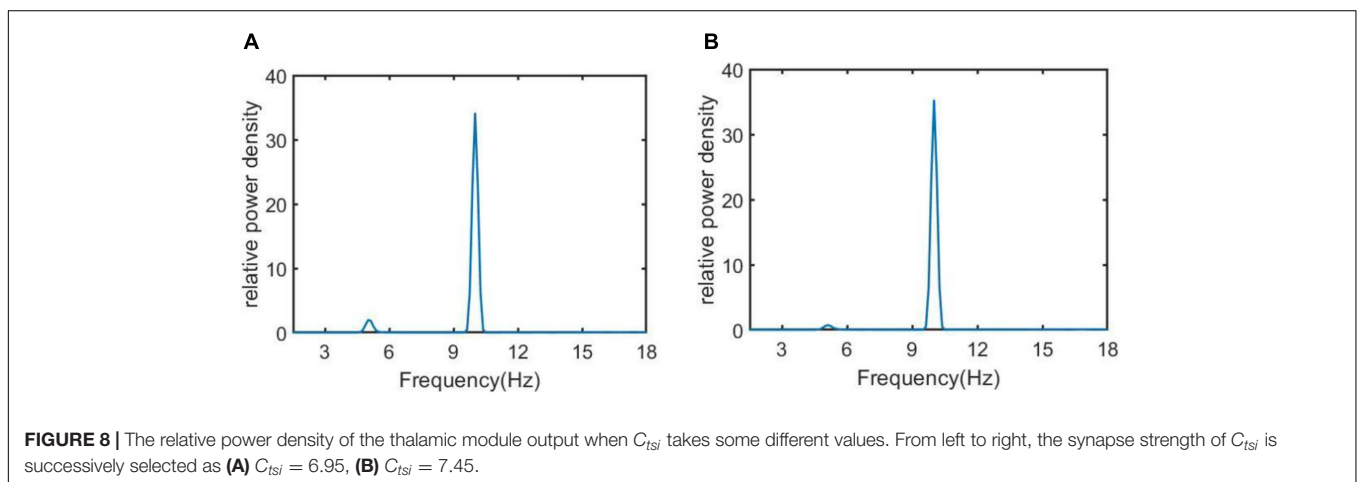 A
B
40
30
20
10
0
relative power density
3 6 9 12 15 18
Frequency(Hz)
40
30
20
10
0
relative power density
3 6 9 12 15 18
Frequency(Hz)
FIGURE 8 | The relative power density of the thalamic module output when Ctsi takes some different values. From left to right, the synapse strength of Ctsi is
successively selected as (A) Ctsi = 6.95, (B) Ctsi = 7.45.